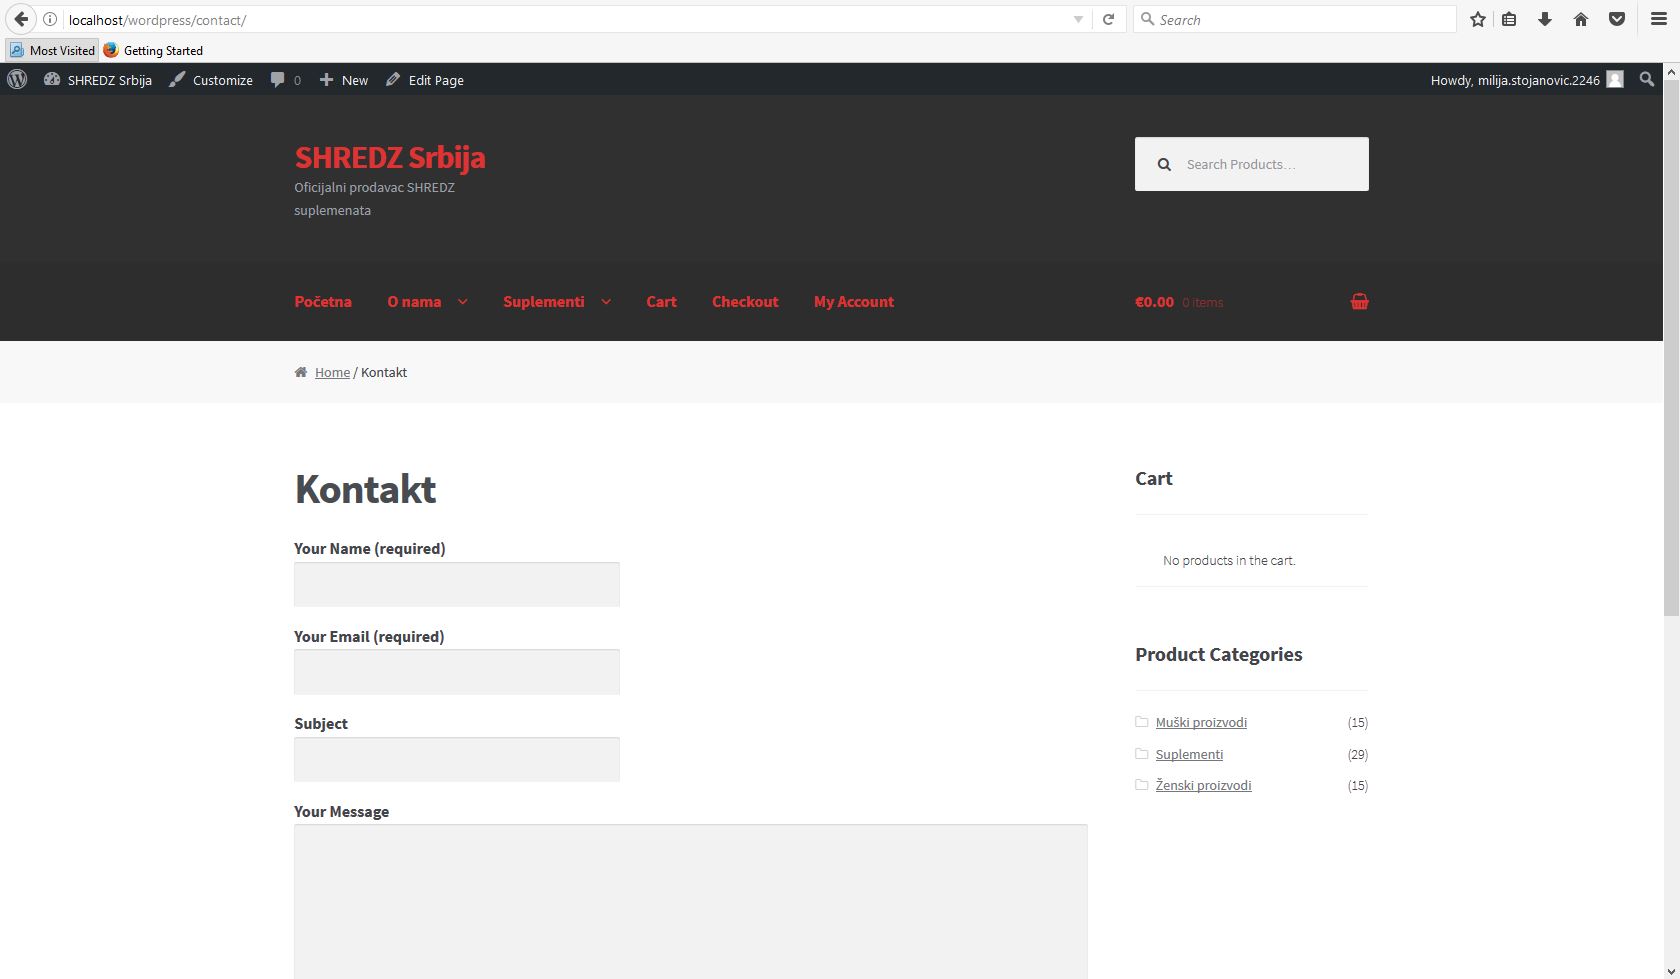 localhost/wordpress/contact/
Search
Most Visited
Getting Started
SHREDZ Srbija
Customize
0
New
Edit Page
Howdy, milija.stojanovic.2246
SHREDZ Srbija
Oficijalni prodavac SHREDZ
suplemenata
Search Products...
Početna
O nama
Suplementi
Cart
Checkout
My Account
€0.00 0 items
Home / Kontakt
Kontakt
Your Name (required)
Your Email (required)
Subject
Your Message
Cart
No products in the cart.
Product Categories
Muški proizvodi (15)
Suplementi (29)
Ženski proizvodi (15)